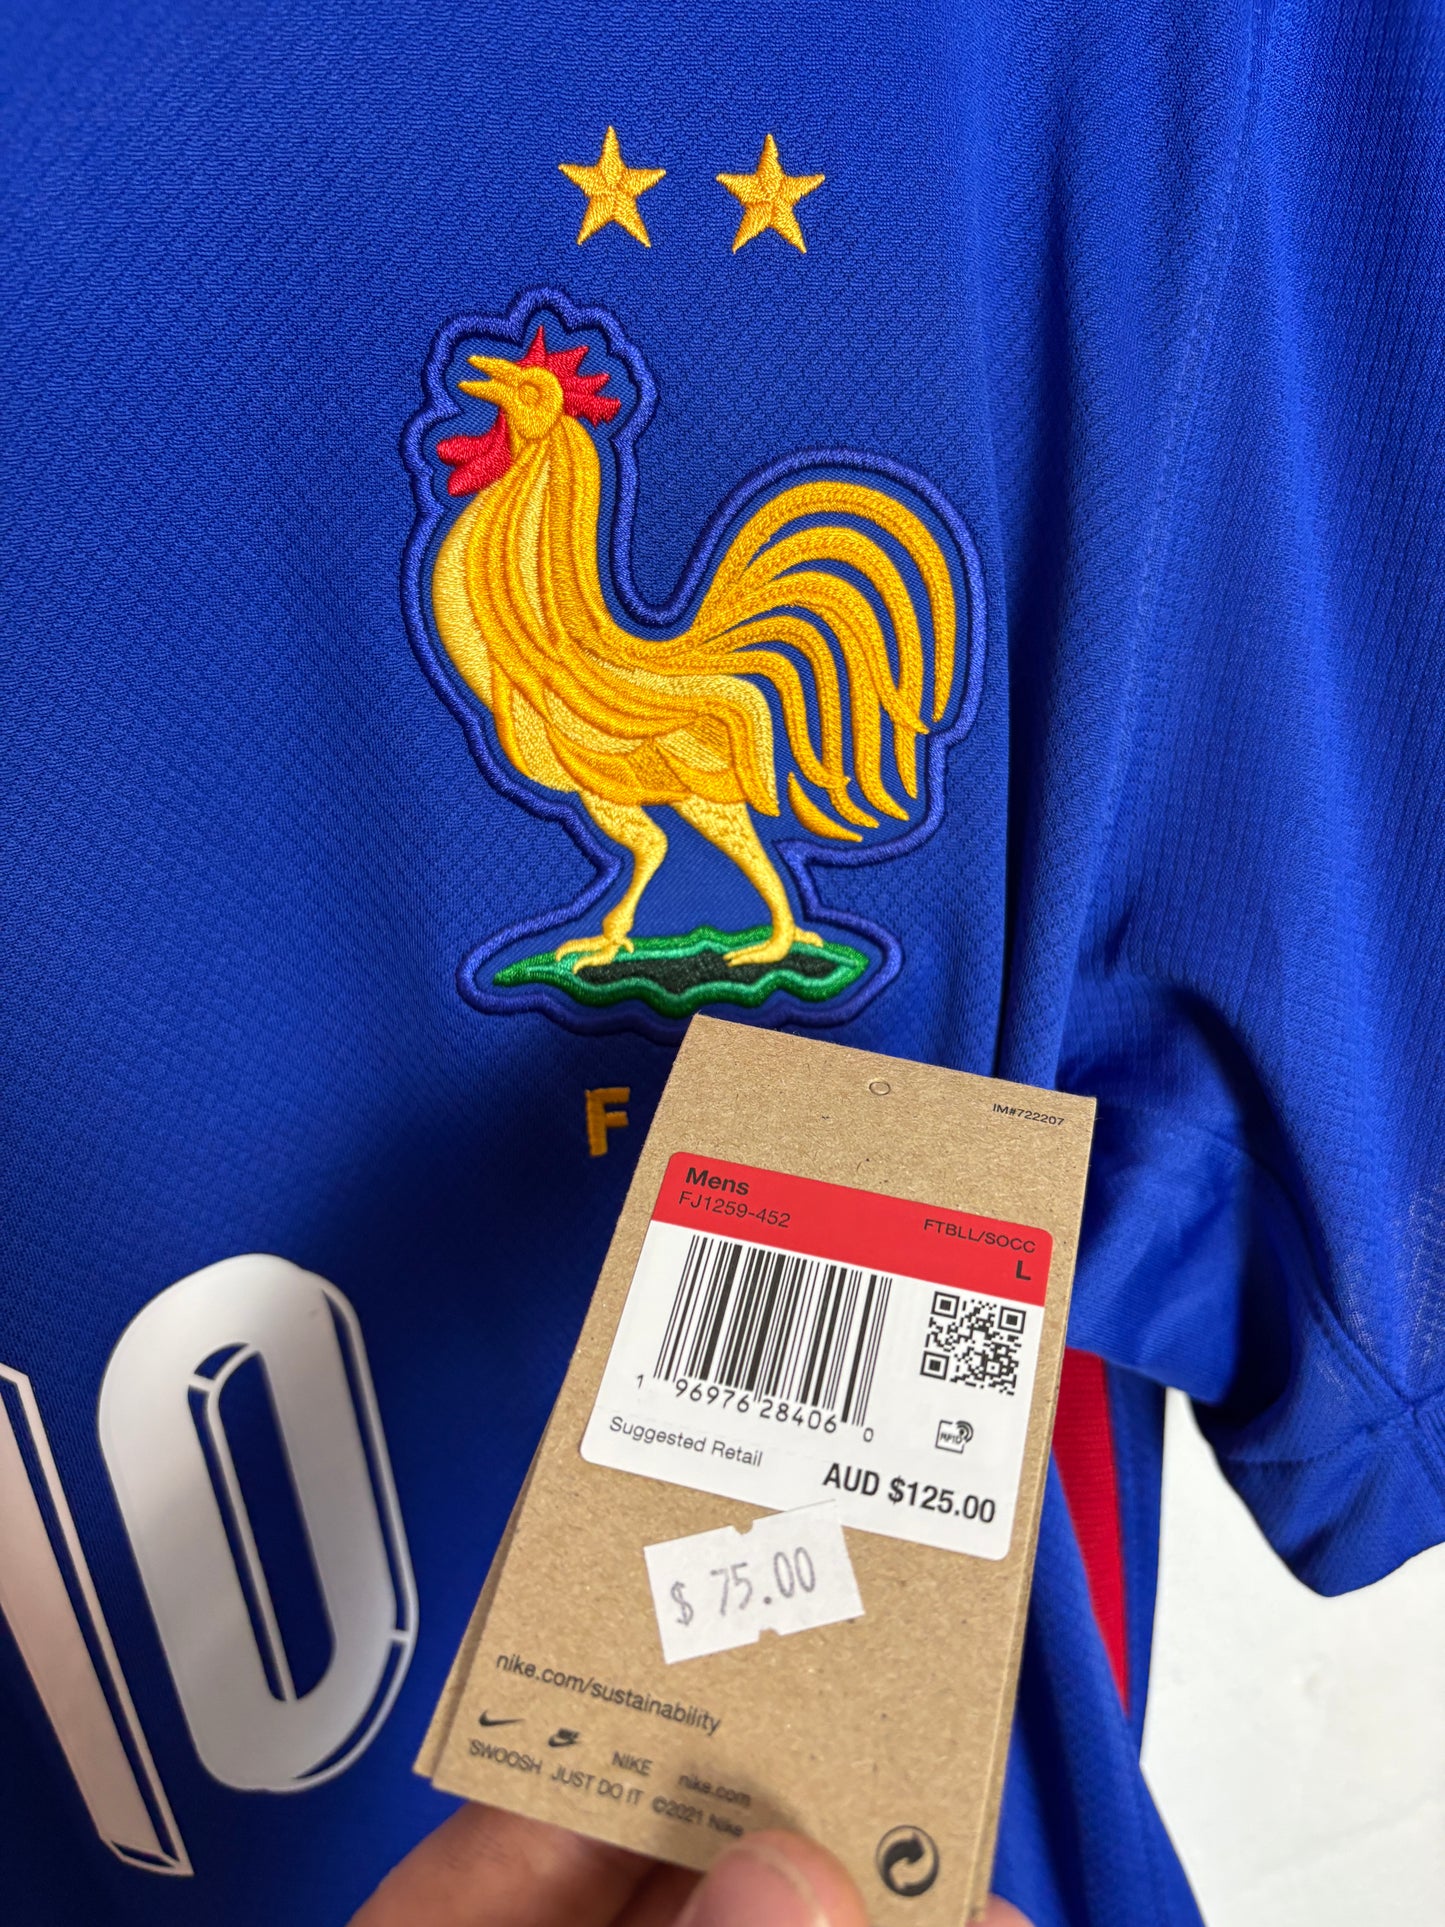 F
IM#722207
Mens
FJ1259-452
FTBLL/SOCC
L
1 96976 28406 0
Suggested Retail
AUD $125.00
$ 75.00
nike.com/sustainability
NIKE nike.com
SWOOSH JUST DO IT ©2021 Nike
10